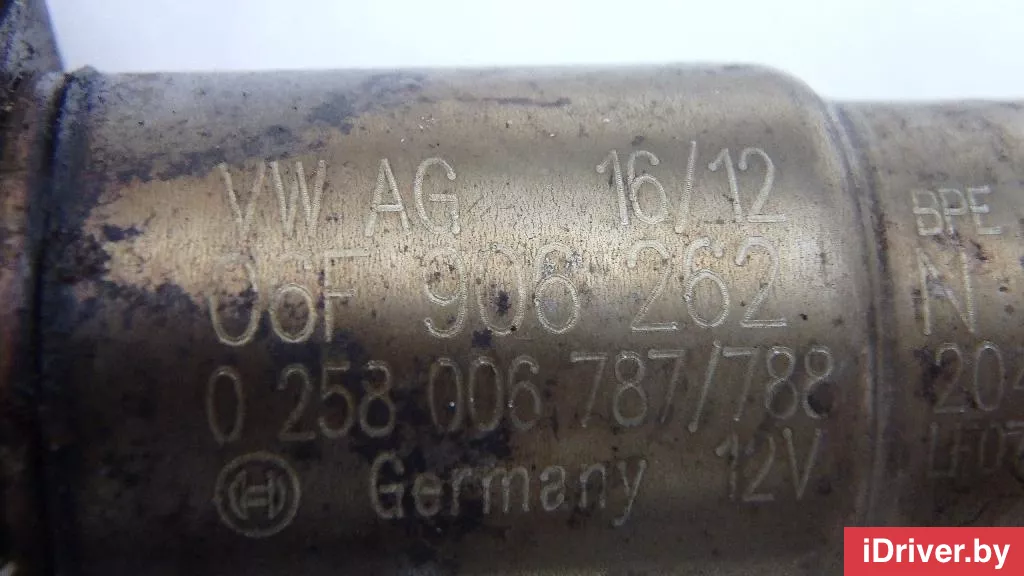 VW AG 16/12
06F 906 262
0 258 006 787/788
Germany 12V
BPE
N
iDriver.by